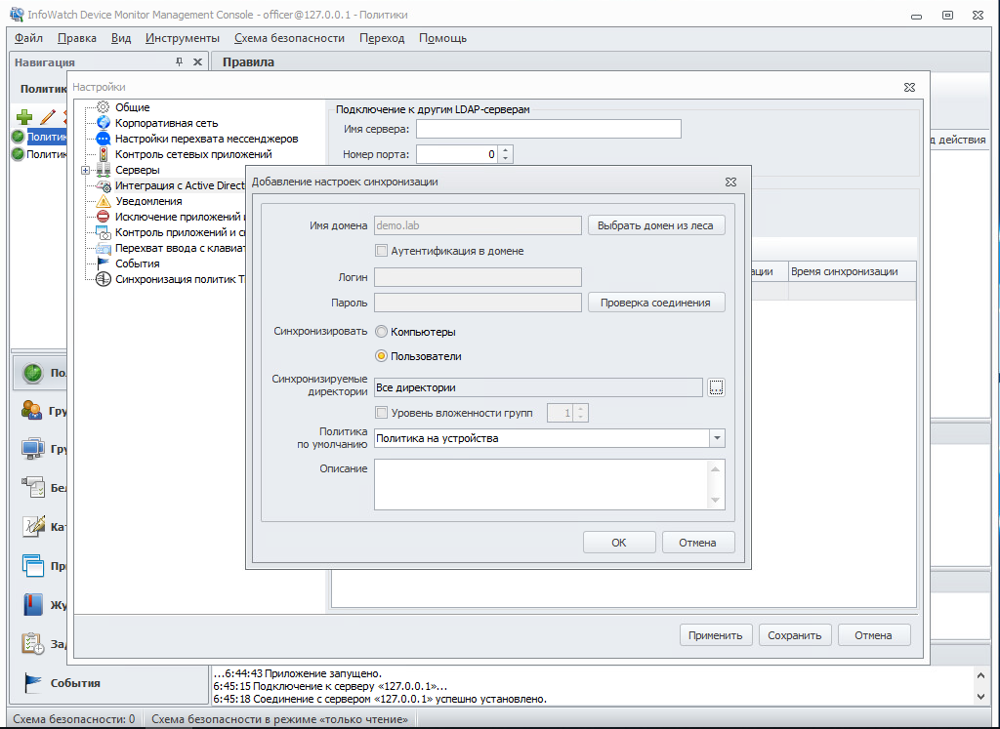 InfoWatch Device Monitor Management Console - officer@127.0.0.1 - Политики
Файл Правка Вид Инструменты Схема безопасности Переход Помощь
Навигация
Правила
Политик
Политик
Политик
д действия
Настройки
Общие
Корпоративная сеть
Настройки перехвата мессенджеров
Контроль сетевых приложений
Серверы
Интеграция с Active Direct
Уведомления
Исключение приложений и
Контроль приложений и с
Перехват ввода с клавиат
События
Синхронизация политик T
Подключение к другим LDAP-серверам
Имя сервера:
Номер порта: 0
ации Время синхронизации
Добавление настроек синхронизации
Имя домена demo.lab Выбрать домен из леса
Аутентификация в домене
Логин
Пароль Проверка соединения
Синхронизировать Компьютеры
Пользователи
Синхронизируемые
директории Все директории ...
Уровень вложенности групп 1
Политика
по умолчанию Политика на устройства
Описание
OK Отмена
По
Гру
Гру
Бел
Кат
При
Жу
Зад
События
Применить Сохранить Отмена
...6:44:43 Приложение запущено.
6:45:15 Подключение к серверу «127.0.0.1»...
6:45:18 Соединение с сервером «127.0.0.1» успешно установлено.
Схема безопасности: 0 Схема безопасности в режиме «только чтение»